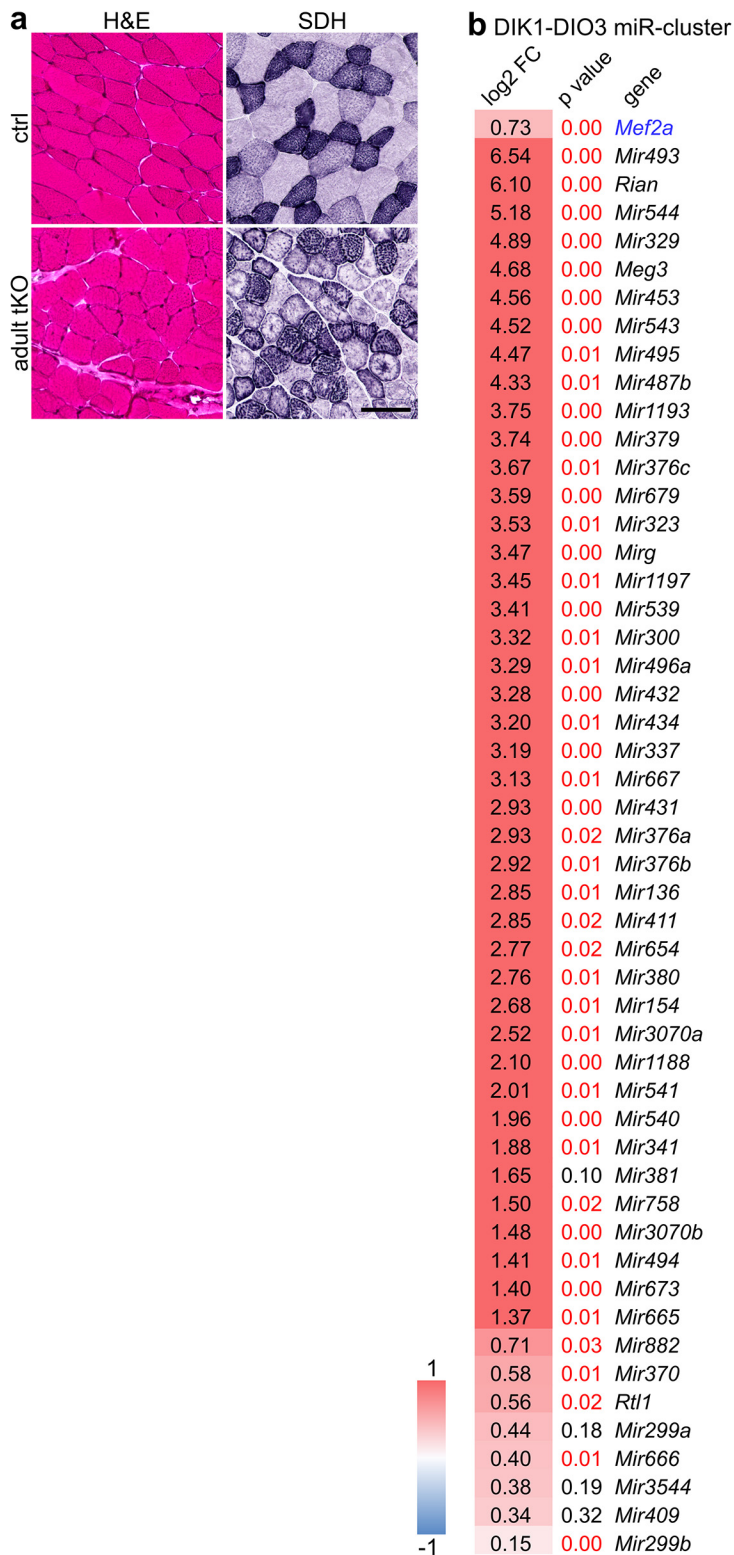 a
H&E SDH
ctrl
adult tKO
b DIK1-DIO3 miR-cluster
log2 FC p value gene
0.73 0.00 Mef2a
6.54 0.00 Mir493
6.10 0.00 Rian
5.18 0.00 Mir544
4.89 0.00 Mir329
4.68 0.00 Meg3
4.56 0.00 Mir453
4.52 0.00 Mir543
4.47 0.01 Mir495
4.33 0.01 Mir487b
3.75 0.00 Mir1193
3.74 0.00 Mir379
3.67 0.01 Mir376c
3.59 0.00 Mir679
3.53 0.01 Mir323
3.47 0.00 Mirg
3.45 0.01 Mir1197
3.41 0.00 Mir539
3.32 0.01 Mir300
3.29 0.01 Mir496a
3.28 0.00 Mir432
3.20 0.01 Mir434
3.19 0.00 Mir337
3.13 0.01 Mir667
2.93 0.00 Mir431
2.93 0.02 Mir376a
2.92 0.01 Mir376b
2.85 0.01 Mir136
2.85 0.02 Mir411
2.77 0.02 Mir654
2.76 0.01 Mir380
2.68 0.01 Mir154
2.52 0.01 Mir3070a
2.10 0.00 Mir1188
2.01 0.01 Mir541
1.96 0.00 Mir540
1.88 0.01 Mir341
1.65 0.10 Mir381
1.50 0.02 Mir758
1.48 0.00 Mir3070b
1.41 0.01 Mir494
1.40 0.00 Mir673
1.37 0.01 Mir665
0.71 0.03 Mir882
0.58 0.01 Mir370
0.56 0.02 Rtl1
0.44 0.18 Mir299a
0.40 0.01 Mir666
0.38 0.19 Mir3544
0.34 0.32 Mir409
0.15 0.00 Mir299b
1
-1